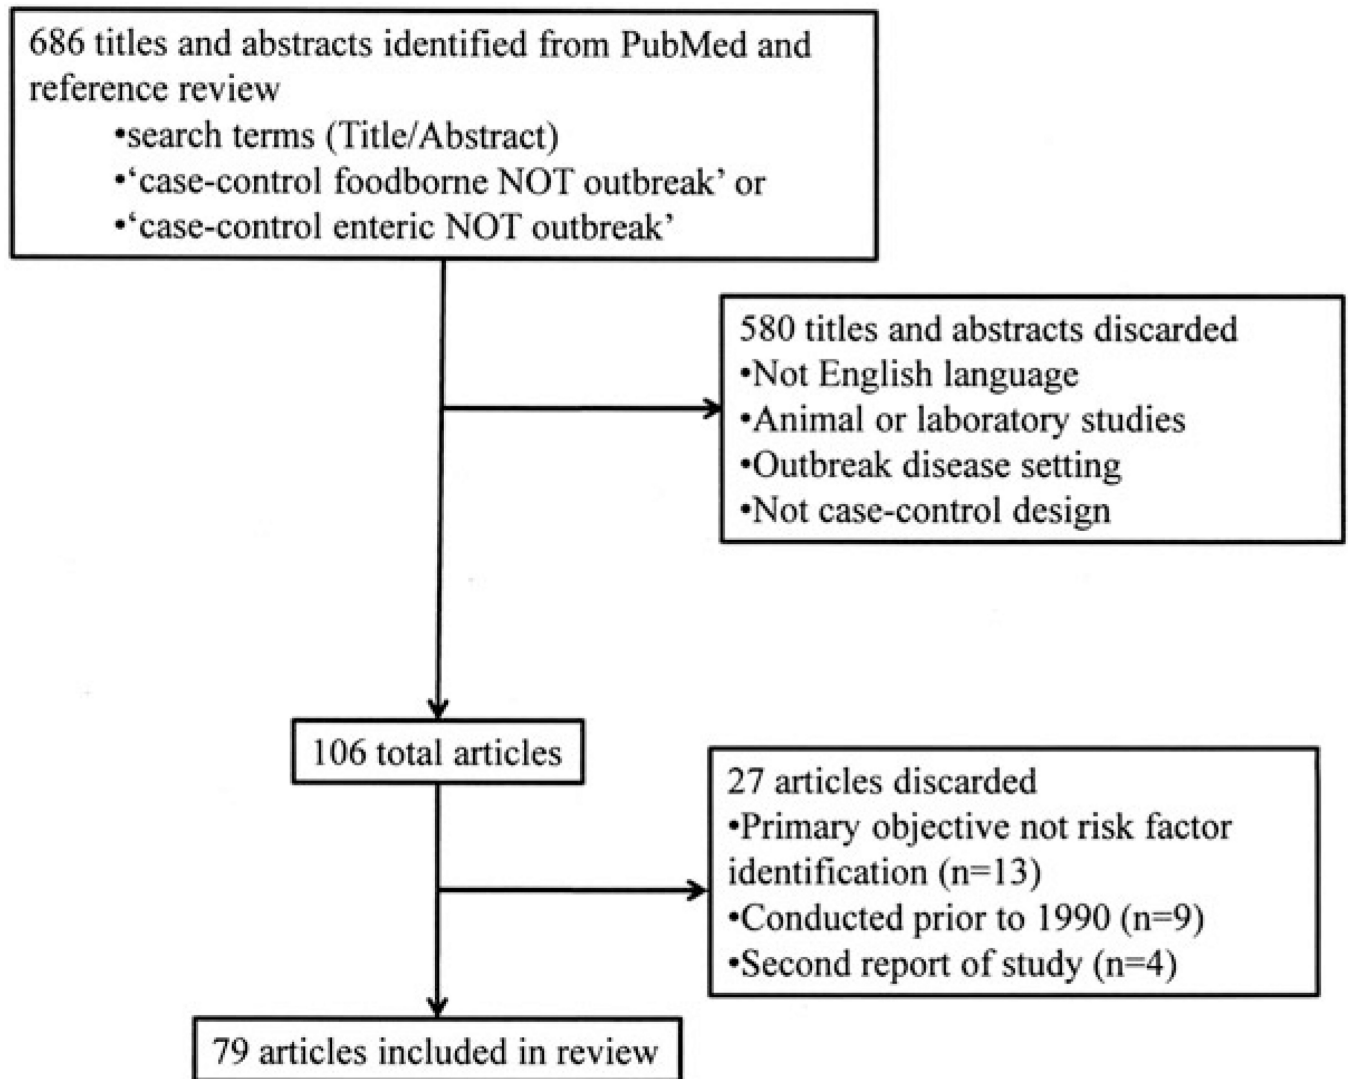 686 titles and abstracts identified from PubMed and
reference review
•search terms (Title/Abstract)
•‘case-control foodborne NOT outbreak’ or
•‘case-control enteric NOT outbreak’
580 titles and abstracts discarded
•Not English language
•Animal or laboratory studies
•Outbreak disease setting
•Not case-control design
106 total articles
27 articles discarded
•Primary objective not risk factor
identification (n=13)
•Conducted prior to 1990 (n=9)
•Second report of study (n=4)
79 articles included in review